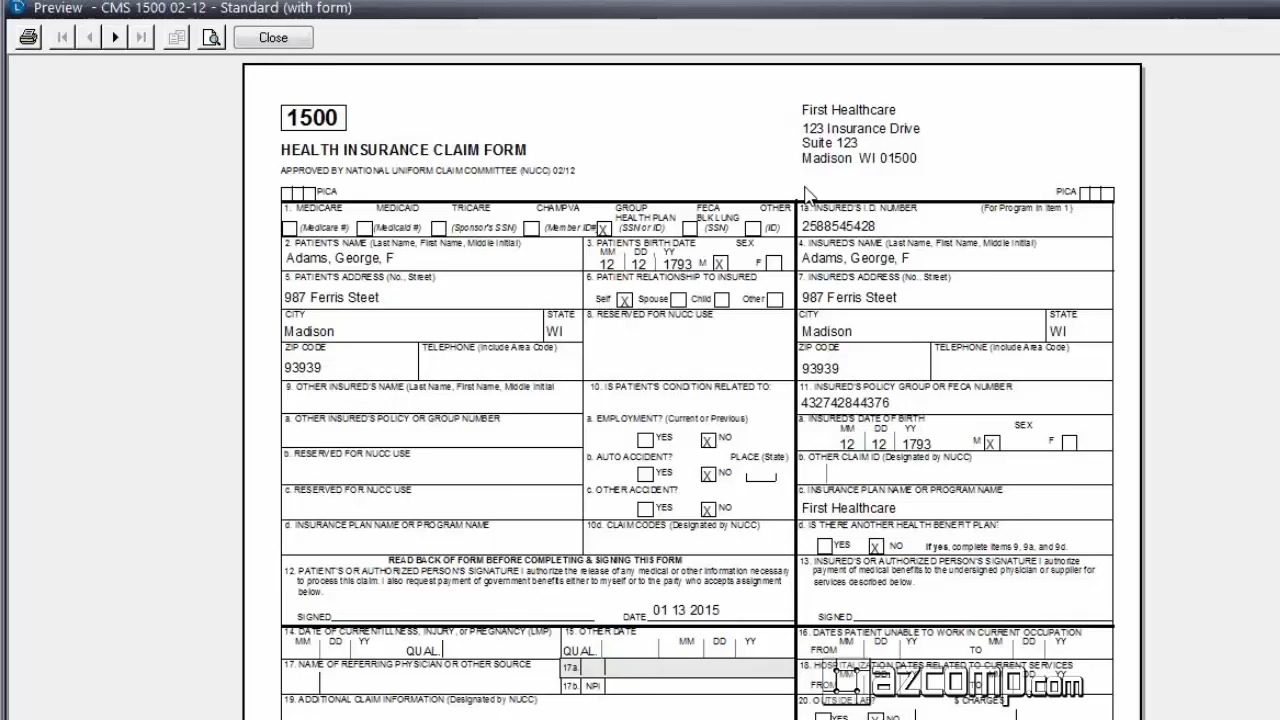 Preview - CMS 1500 02-12 - Standard (with form)
Close
1500
First Healthcare
123 Insurance Drive
Suite 123
Madison WI 01500
HEALTH INSURANCE CLAIM FORM
APPROVED BY NATIONAL UNIFORM CLAIM COMMITTEE (NUCC) 02/12
PICA PICA
1. MEDICARE MEDICAID TRICARE CHAMPVA GROUP HEALTH PLAN FECA BLK LUNG OTHER
(Medicare #) (Medicaid #) (Sponsor's SSN) (Member ID#) X (SSN or ID) (SSN) (ID)
1a. INSURED'S I.D. NUMBER (For Program in Item 1)
2588545428
2. PATIENT'S NAME (Last Name, First Name, Middle Initial)
Adams, George, F
3. PATIENT'S BIRTH DATE SEX
MM DD YY
12 12 1793 M X F
4. INSURED'S NAME (Last Name, First Name, Middle Initial)
Adams, George, F
5. PATIENT'S ADDRESS (No., Street)
987 Ferris Steet
6. PATIENT RELATIONSHIP TO INSURED
Self X Spouse Child Other
7. INSURED'S ADDRESS (No., Street)
987 Ferris Steet
CITY STATE
Madison WI
8. RESERVED FOR NUCC USE
CITY STATE
Madison WI
ZIP CODE TELEPHONE (Include Area Code)
93939
ZIP CODE TELEPHONE (Include Area Code)
93939
9. OTHER INSURED'S NAME (Last Name, First Name, Middle Initial
10. IS PATIENT'S CONDITION RELATED TO:
11. INSURED'S POLICY GROUP OR FECA NUMBER
432742844376
a. OTHER INSURED'S POLICY OR GROUP NUMBER
a. EMPLOYMENT? (Current or Previous)
YES X NO
a. INSURED'S DATE OF BIRTH SEX
MM DD YY
12 12 1793 M X F
b. RESERVED FOR NUCC USE
b. AUTO ACCIDENT? PLACE (State)
YES X NO
b. OTHER CLAIM ID (Designated by NUCC)
c. RESERVED FOR NUCC USE
c. OTHER ACCIDENT?
YES X NO
c. INSURANCE PLAN NAME OR PROGRAM NAME
First Healthcare
d. INSURANCE PLAN NAME OR PROGRAM NAME
10d. CLAIM CODES (Designated by NUCC)
d. IS THERE ANOTHER HEALTH BENEFIT PLAN?
YES X NO If yes, complete items 9, 9a, and 9d.
READ BACK OF FORM BEFORE COMPLETING & SIGNING THIS FORM
12. PATIENT'S OR AUTHORIZED PERSON'S SIGNATURE I authorize the release of any medical or other information necessary
to process this claim. I also request payment of government benefits either to myself or to the party who accepts assignment
below.
SIGNED DATE 01 13 2015
13. INSURED'S OR AUTHORIZED PERSON'S SIGNATURE I authorize
payment of medical benefits to the undersigned physician or supplier for
services described below.
SIGNED
14. DATE OF CURRENT ILLNESS, INJURY, or PREGNANCY (LMP)
MM DD YY QUAL.
15. OTHER DATE
QUAL. MM DD YY
16. DATES PATIENT UNABLE TO WORK IN CURRENT OCCUPATION
MM DD YY MM DD YY
FROM TO
17. NAME OF REFERRING PHYSICIAN OR OTHER SOURCE
17a.
17b. NPI
18. HOSPITALIZATION DATES RELATED TO CURRENT SERVICES
MM DD YY
FROM
azcomp.com
19. ADDITIONAL CLAIM INFORMATION (Designated by NUCC)
20. OUTSIDE LAB? $ CHARGES
YES X NO